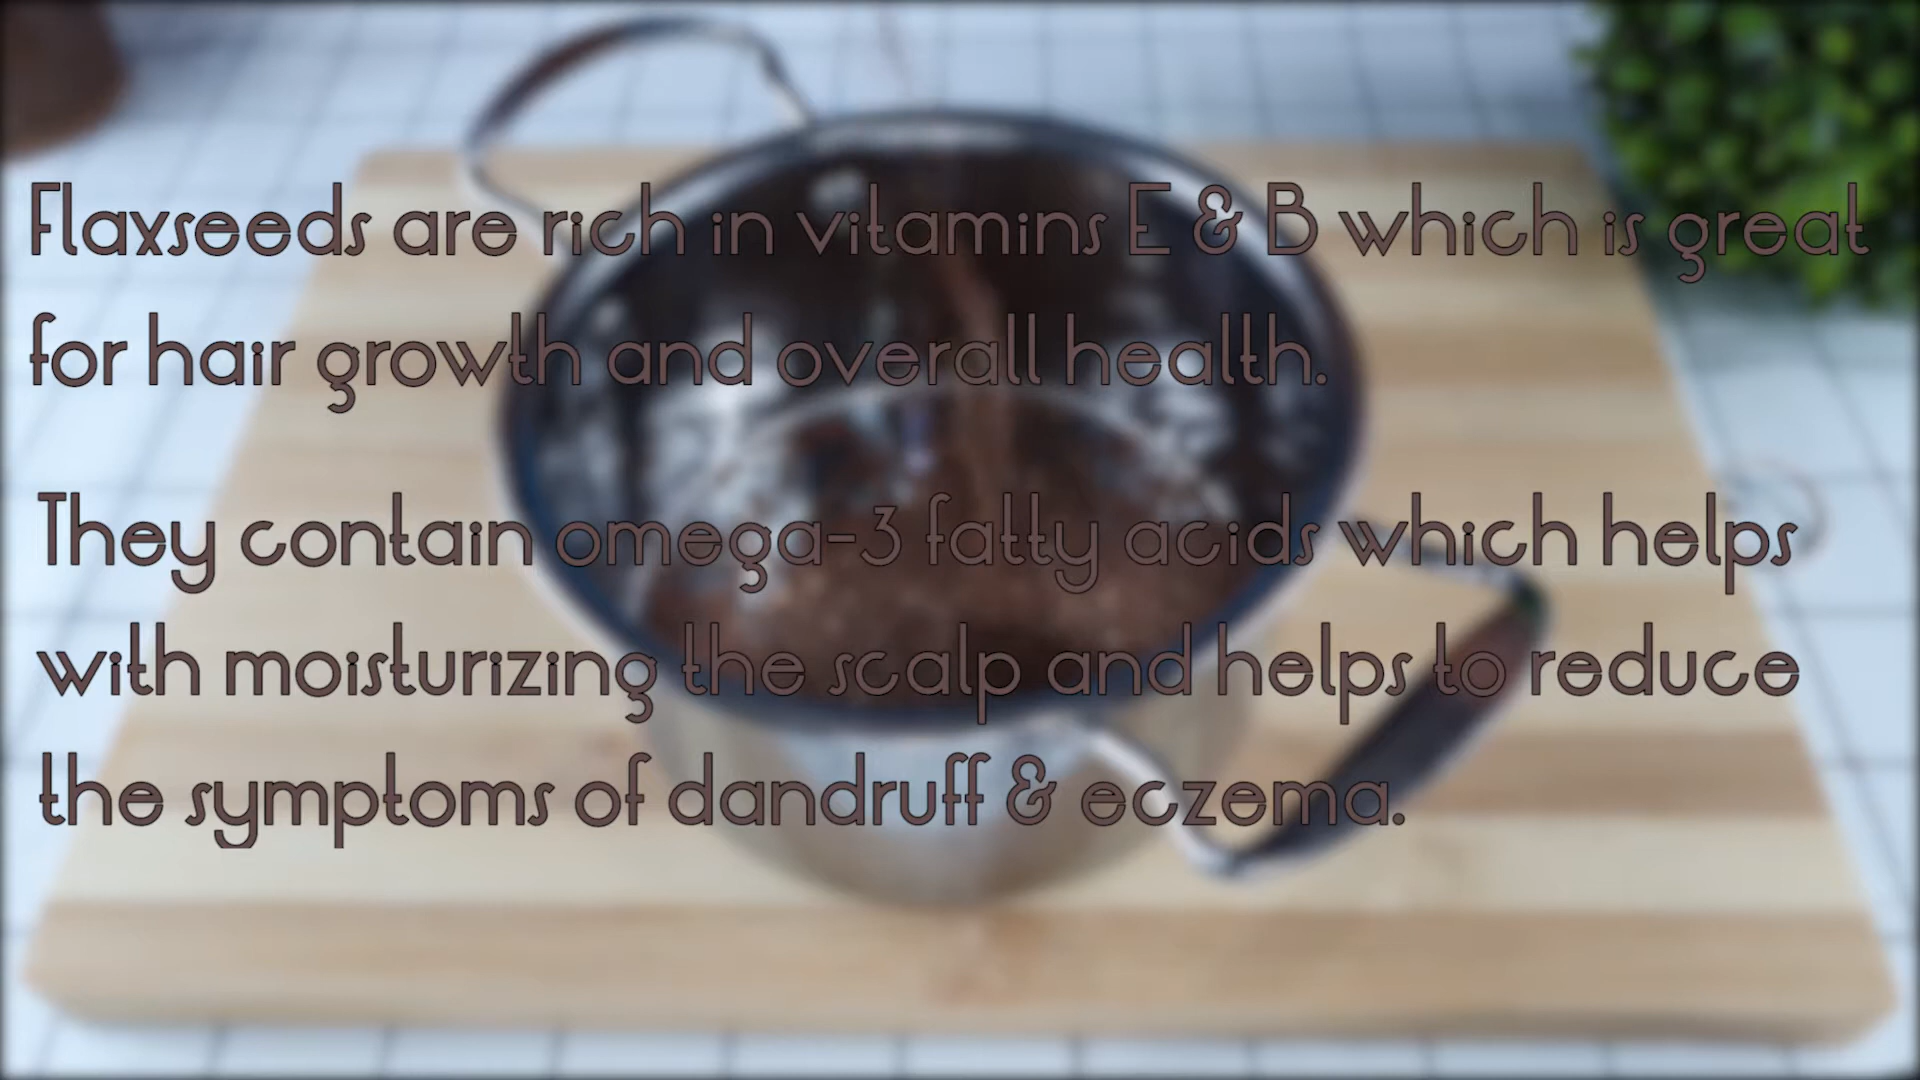 Flaxseeds are rich in vitamins E & B which is great
for hair growth and overall health.
They contain omega-3 fatty acids which helps
with moisturizing the scalp and helps to reduce
the symptoms of dandruff & eczema.